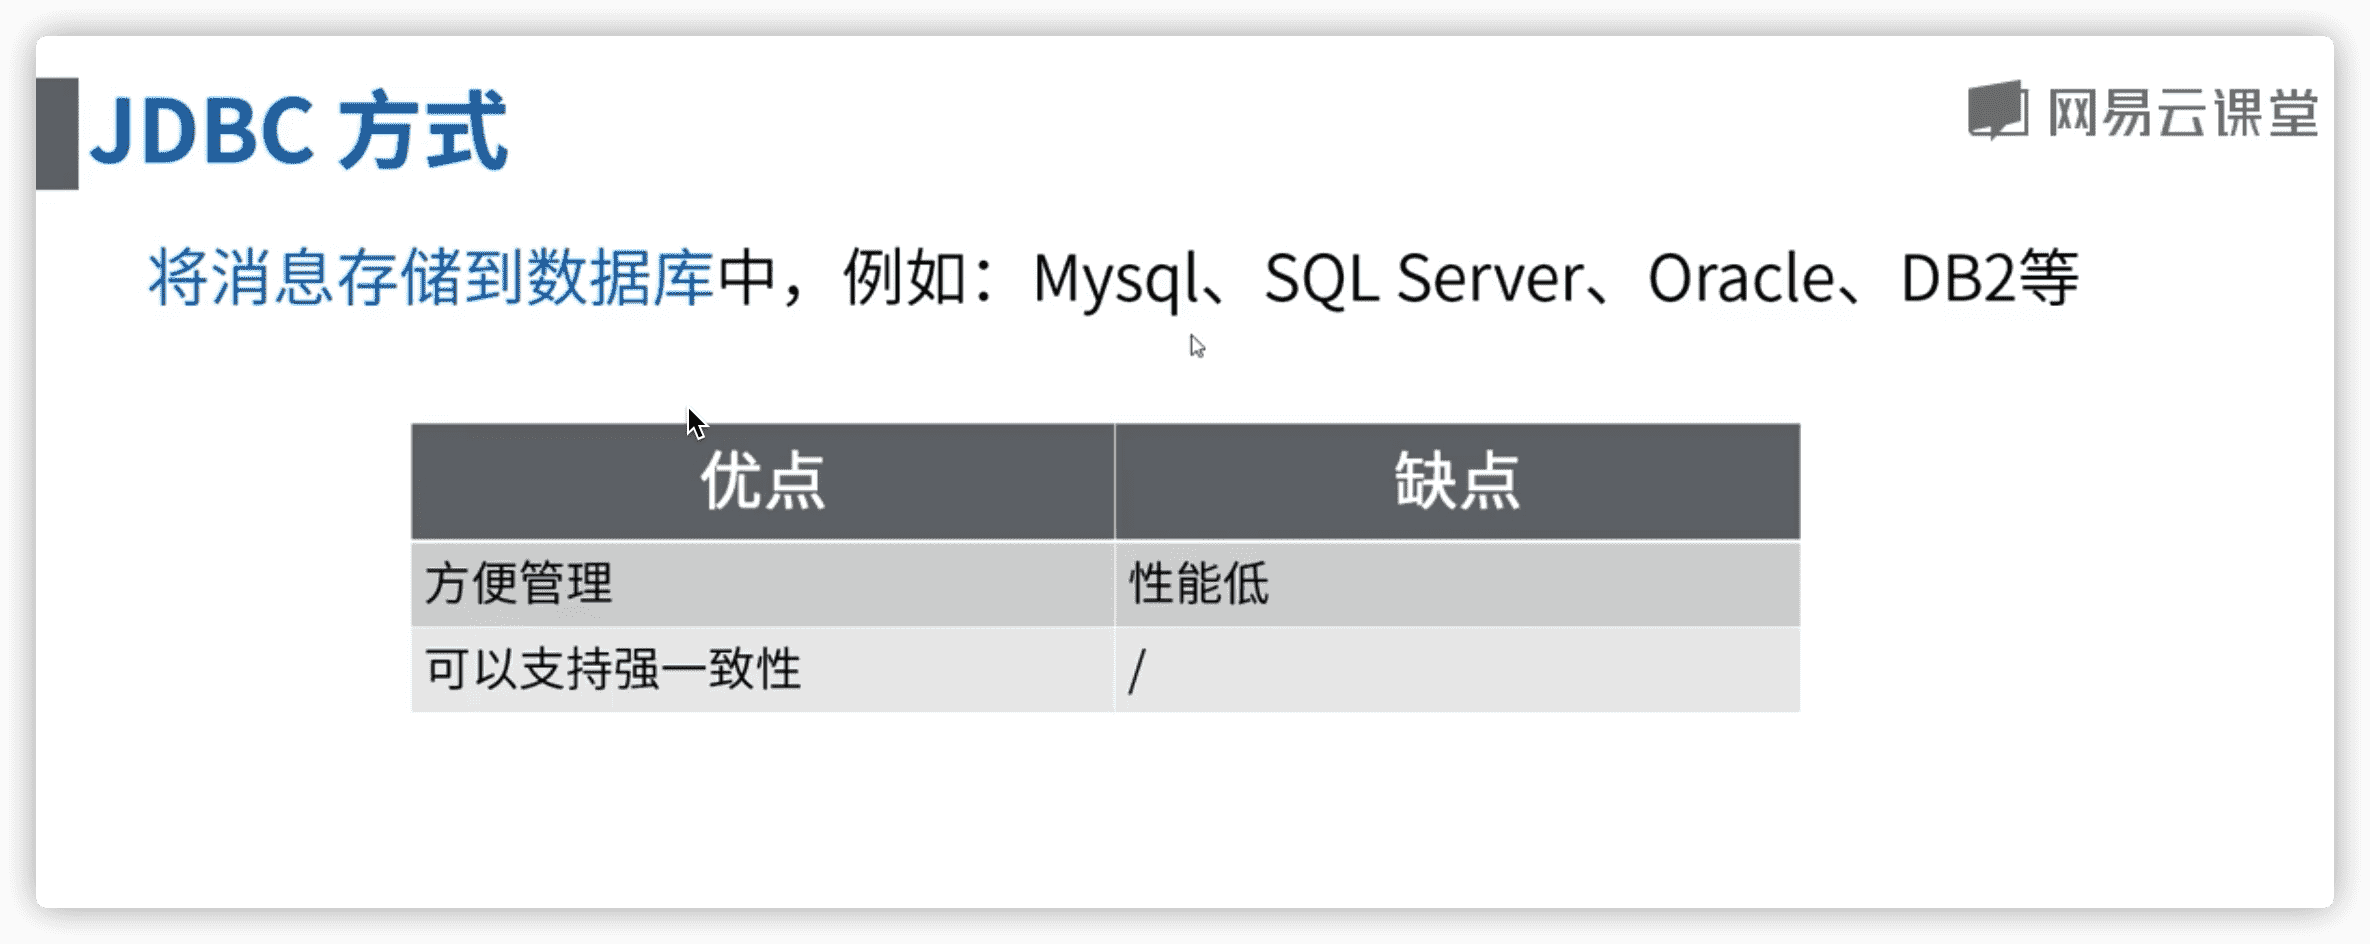 JDBC 方式
网易云课堂
将消息存储到数据库中，例如：Mysql、SQL Server、Oracle、DB2等
优点 缺点
方便管理 性能低
可以支持强一致性 /